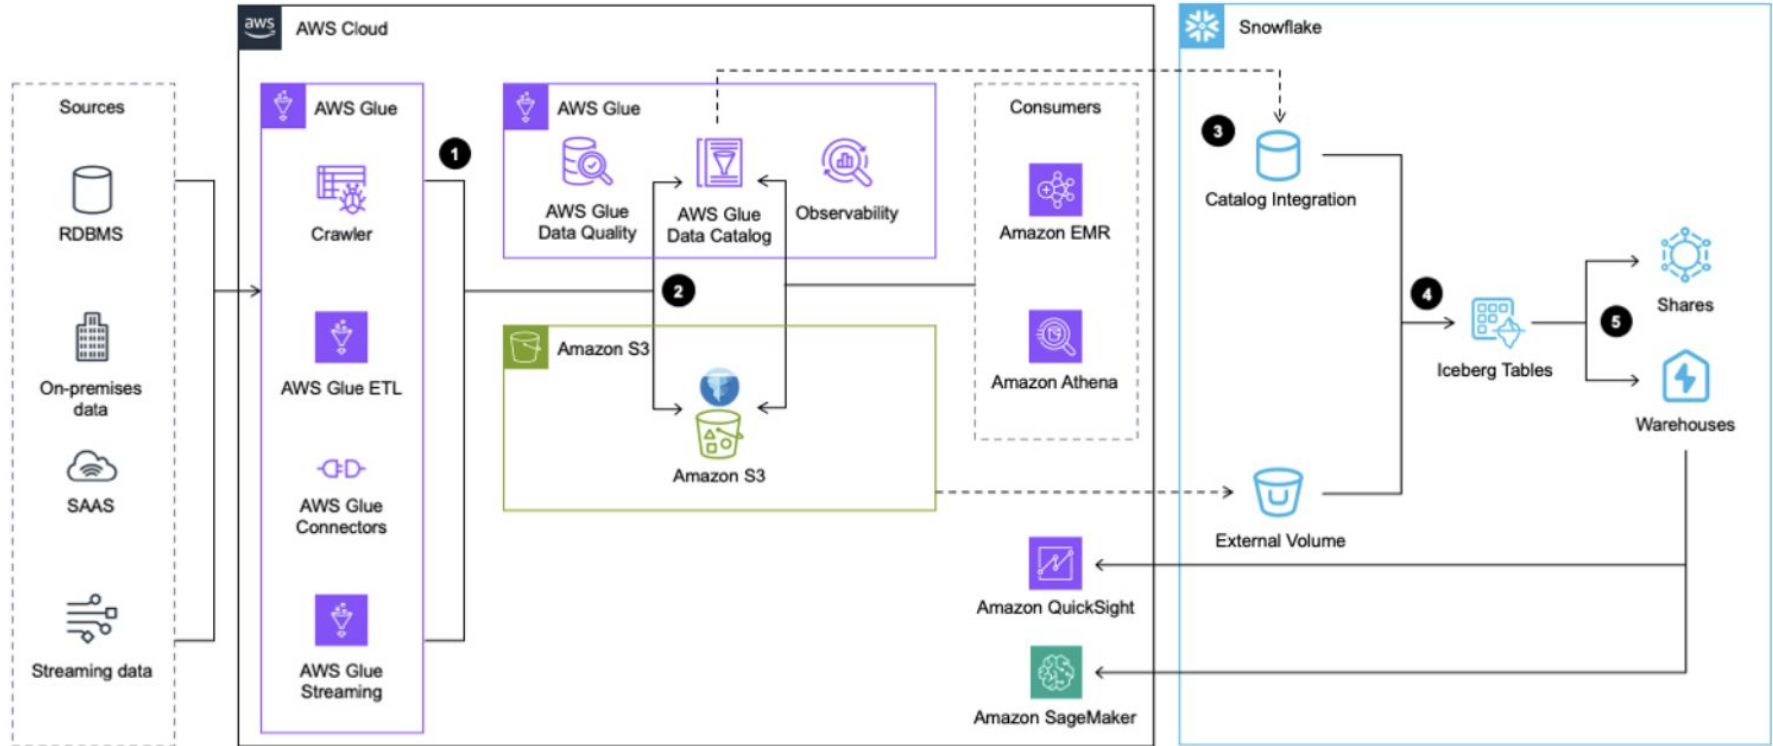 aws
AWS Cloud
Snowflake
Sources
RDBMS
On-premises
data
SAAS
Streaming data
AWS Glue
Crawler
AWS Glue ETL
AWS Glue
Connectors
AWS Glue
Streaming
1
AWS Glue
AWS Glue
Data Quality
AWS Glue
Data Catalog
Observability
2
Amazon S3
Amazon S3
Consumers
Amazon EMR
Amazon Athena
Amazon QuickSight
Amazon SageMaker
3
Catalog Integration
External Volume
4
Iceberg Tables
5
Shares
Warehouses